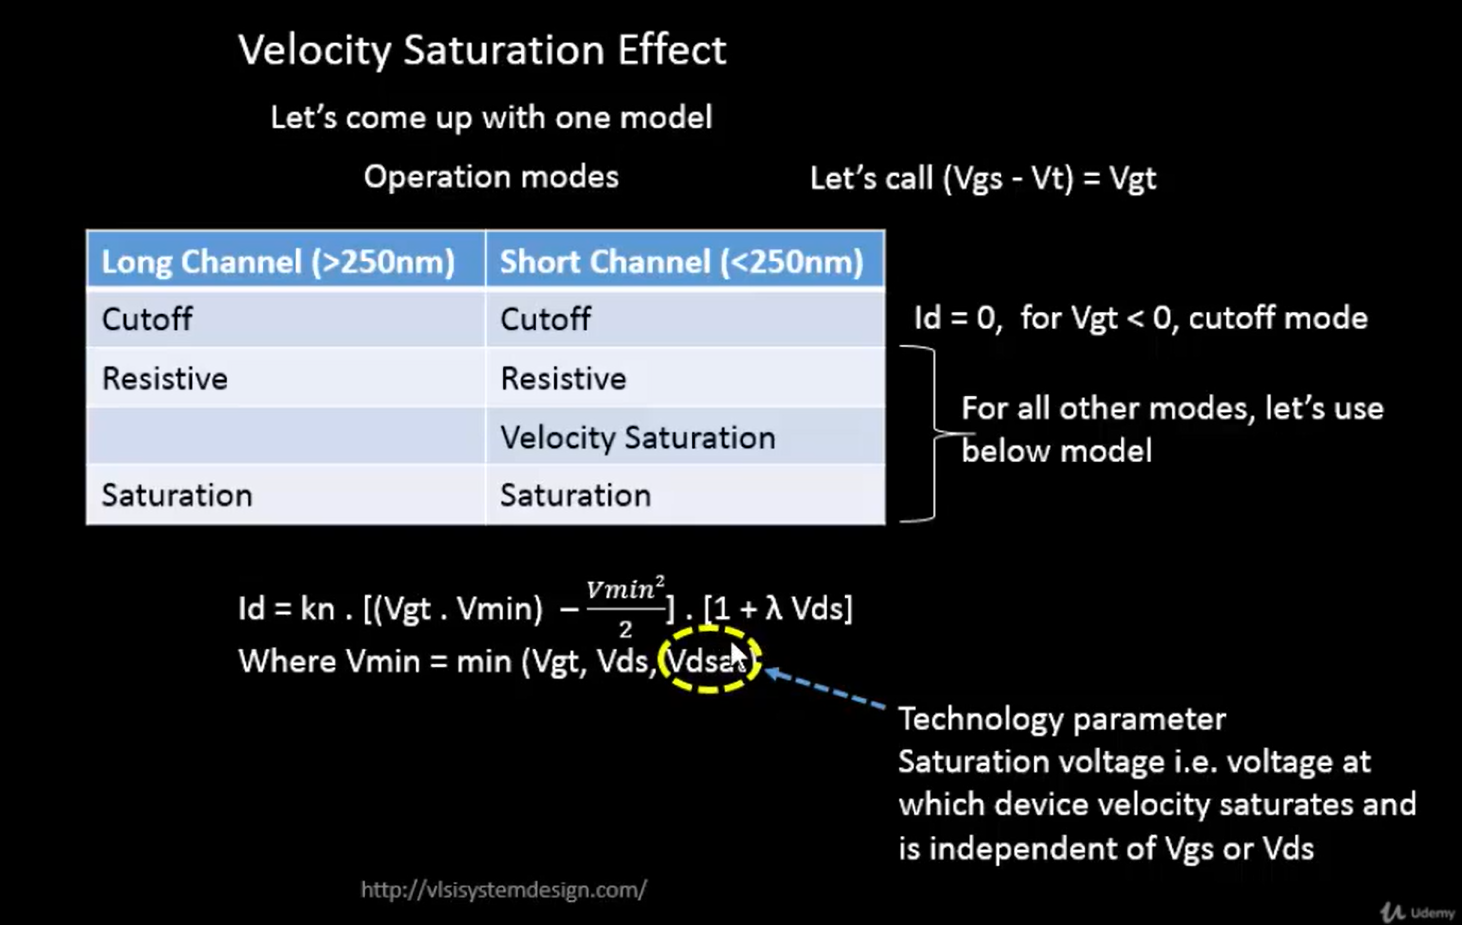 Velocity Saturation Effect
Let's come up with one model
Operation modes
Let's call (Vgs - Vt) = Vgt
Long Channel (>250nm) Short Channel (<250nm)
Cutoff Cutoff
Id = 0, for Vgt < 0, cutoff mode
Resistive Resistive
Velocity Saturation
Saturation Saturation
For all other modes, let's use
below model
Id = kn . [(Vgt . Vmin) – Vmin²/2] . [1 + λ Vds]
Where Vmin = min (Vgt, Vds, Vdsat)
Technology parameter
Saturation voltage i.e. voltage at
which device velocity saturates and
is independent of Vgs or Vds
http://vlsisystemdesign.com/
Udemy